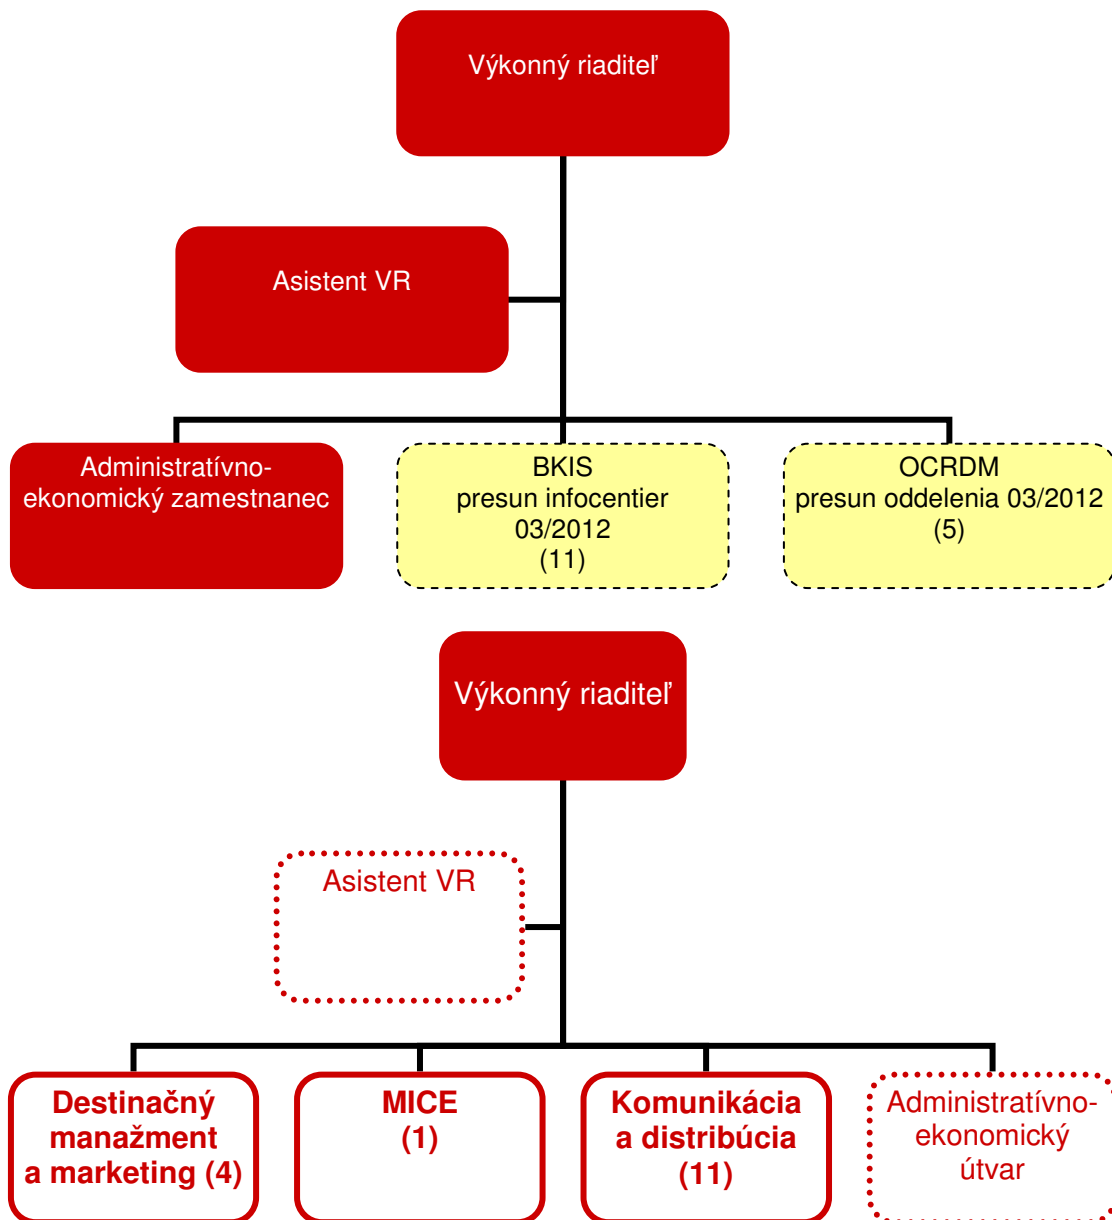 Výkonný riaditeľ
Asistent VR
Administratívno-
ekonomický zamestnanec
BKIS
presun infocentier
03/2012
(11)
OCRDM
presun oddelenia 03/2012
(5)
Výkonný riaditeľ
Asistent VR
Destinačný
manažment
a marketing (4)
MICE
(1)
Komunikácia
a distribúcia
(11)
Administratívno-
ekonomický
útvar